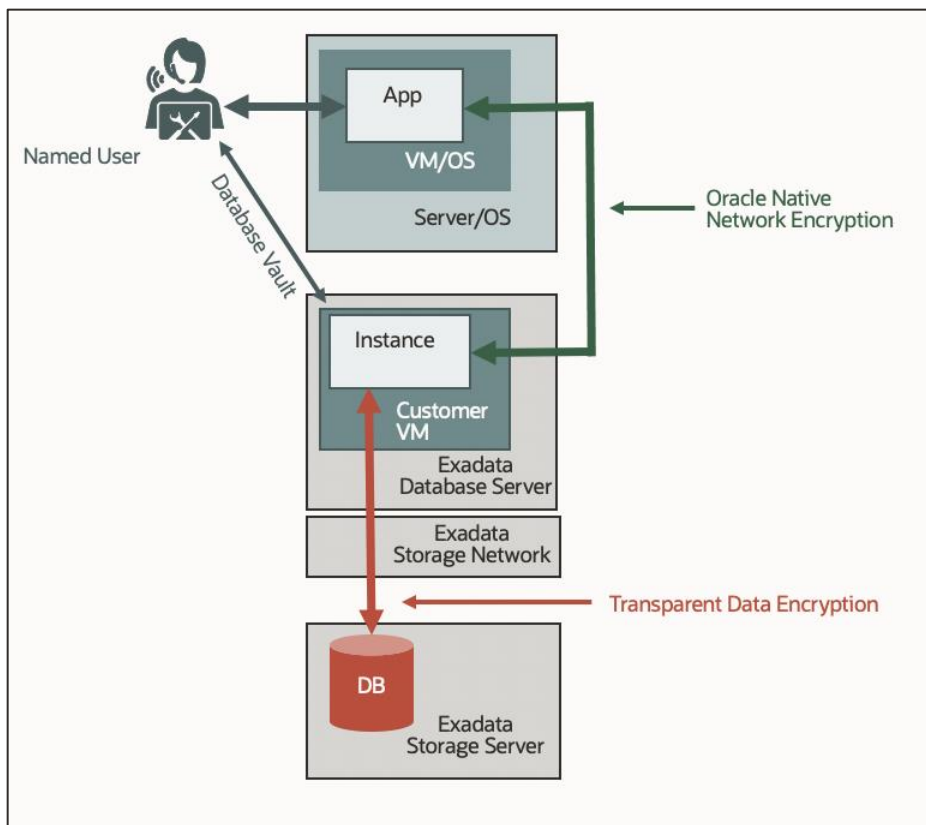 App
VM/OS
Server/OS
Named User
Database Vault
Oracle Native
Network Encryption
Instance
Customer
VM
Exadata
Database Server
Exadata
Storage Network
Transparent Data Encryption
DB
Exadata
Storage Server